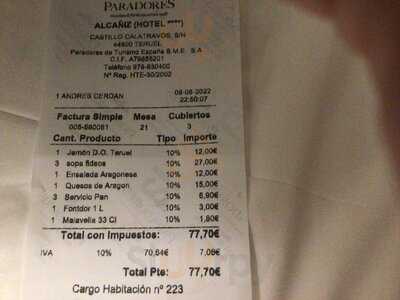 PARADORES
ALCAÑIZ (HOTEL ****)
CASTILLO CALATRAVOS, S/N
44600 TERUEL
Paradores de Turismo España S.M.E. S.A
C.I.F. A79855201
Teléfono 978-830400
Nº Reg. HTE-30/2002
1 ANDRES CERDAN 08-08-2022
22:50:07
Factura Simple Mesa Cubiertos
21 3
Cant. Producto Tipo Importe
1 Jamón D.O. Teruel 10% 12,00€
3 sopa fideos 10% 27,00€
1 Ensalada Aragonesa 10% 12,00€
1 Quesos de Aragon 10% 15,00€
3 Servicio Pan 10% 6,90€
1 Fontdor 1 L 10% 3,00€
1 Malavella 33 Cl 10% 1,80€
Total con Impuestos: 77,70€
IVA 10% 70,64€ 7,06€
Total Pte: 77,70€
Cargo Habitación nº 223